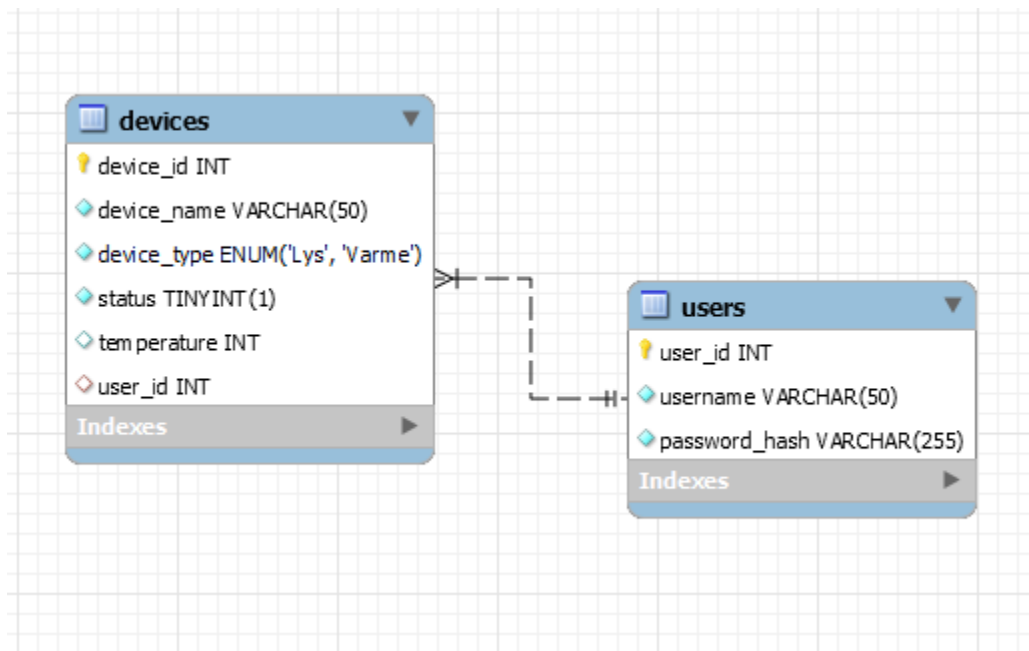 devices
device_id INT
device_name VARCHAR(50)
device_type ENUM('Lys', 'Varme')
status TINYINT(1)
temperature INT
user_id INT
Indexes
users
user_id INT
username VARCHAR(50)
password_hash VARCHAR(255)
Indexes